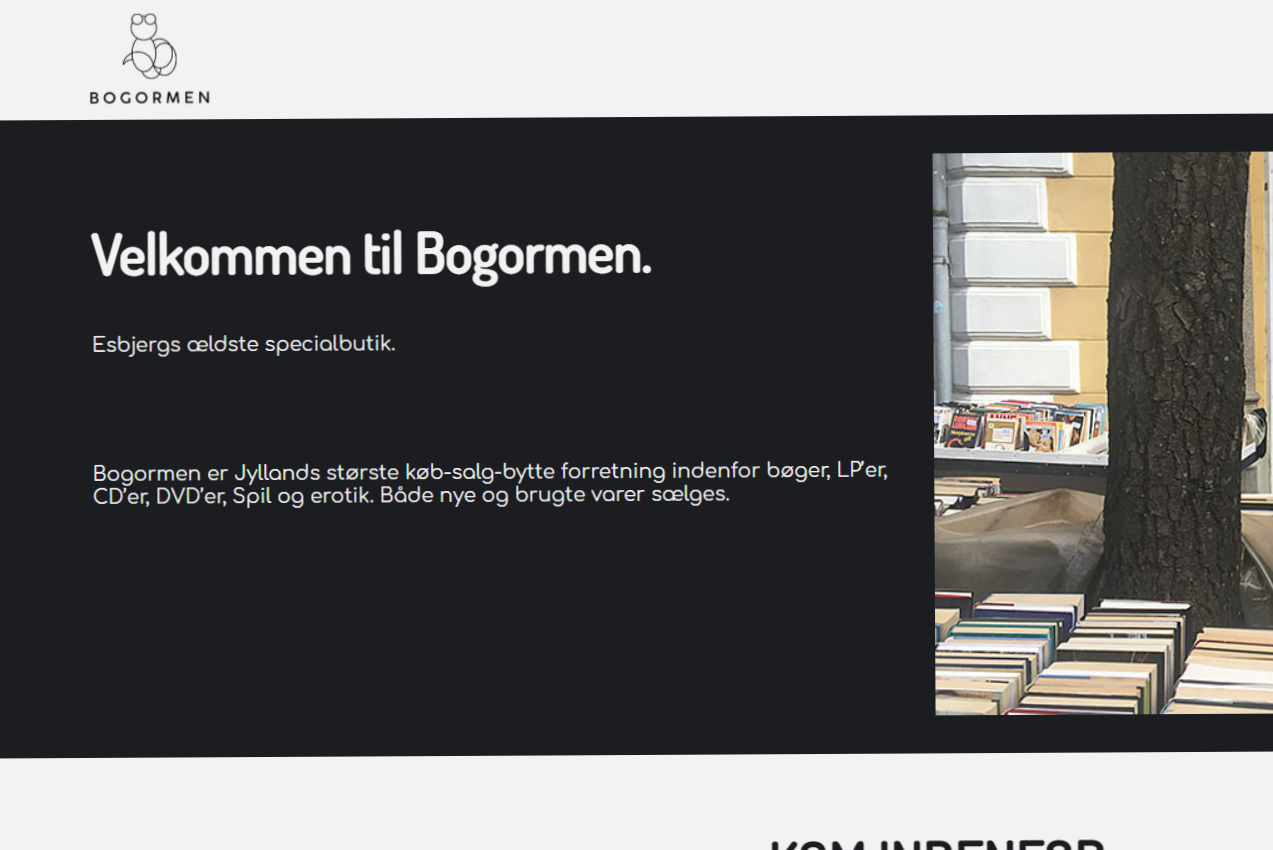 BOGORMEN
Velkommen til Bogormen.
Esbjergs ældste specialbutik.
Bogormen er Jyllands største køb-salg-bytte forretning indenfor bøger, LP'er,
CD'er, DVD'er, Spil og erotik. Både nye og brugte varer sælges.
KOM INDENFOR